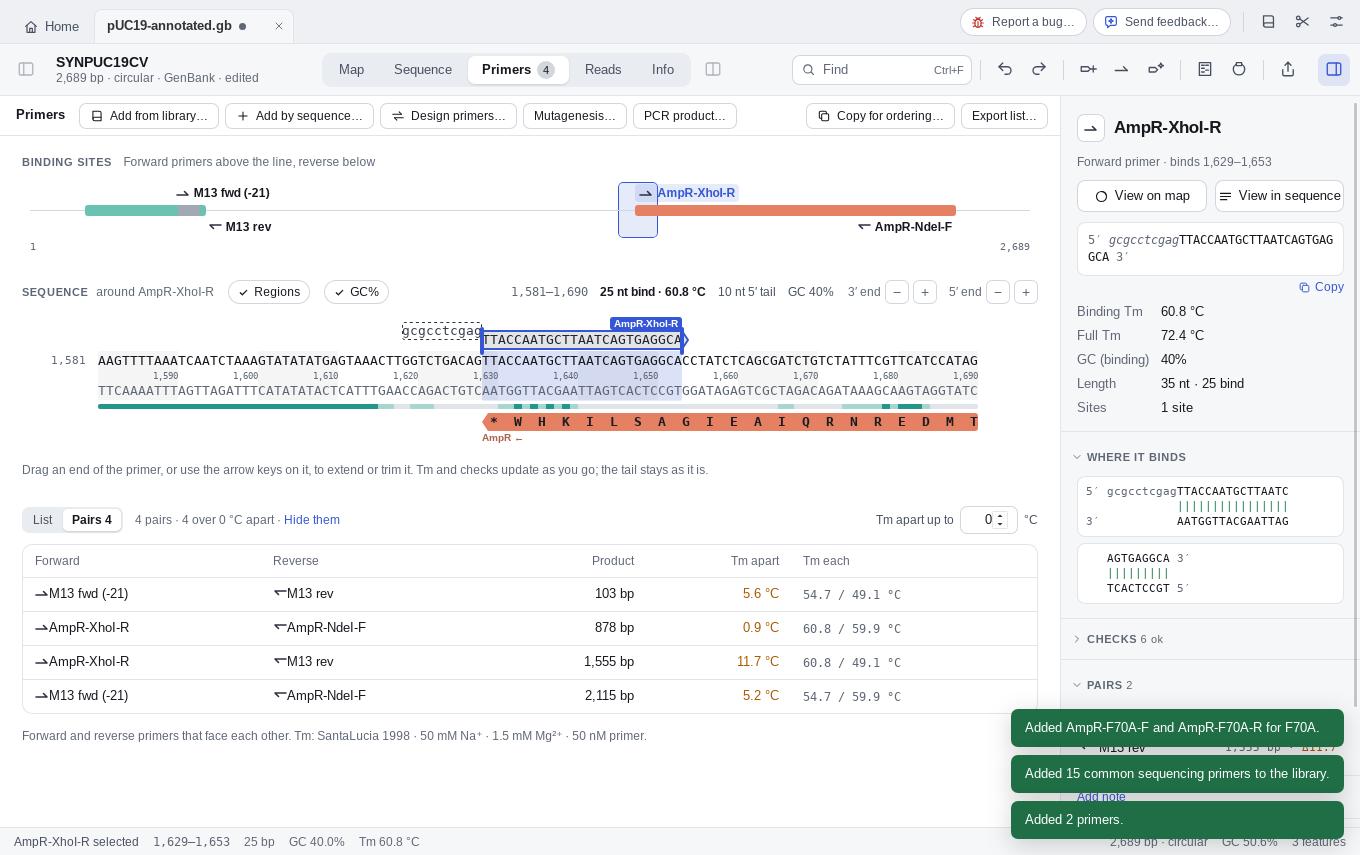 Home
pUC19-annotated.gb
Report a bug…
Send feedback…
SYNPUC19CV
2,689 bp · circular · GenBank · edited
Map
Sequence
Primers 4
Reads
Info
Find
Ctrl+F
Primers
Add from library…
Add by sequence…
Design primers…
Mutagenesis…
PCR product…
Copy for ordering…
Export list…
BINDING SITES Forward primers above the line, reverse below
M13 fwd (-21)
AmpR-XhoI-R
M13 rev
AmpR-NdeI-F
1
2,689
SEQUENCE around AmpR-XhoI-R
Regions
GC%
1,581–1,690 25 nt bind · 60.8 °C 10 nt 5′ tail GC 40% 3′ end − + 5′ end − +
AmpR-XhoI-R
gcgcctcgagTTACCAATGCTTAATCAGTGAGGCA
1,581 AAGTTTTAAATCAATCTAAAGTATATATGAGTAAACTTGGTCTGACAGTTACCAATGCTTAATCAGTGAGGCACCTATCTCAGCGATCTGTCTATTTCGTTCATCCATAG
1,590 1,600 1,610 1,620 1,630 1,640 1,650 1,660 1,670 1,680 1,690
TTCAAAATTTAGTTAGATTTCATATATACTCATTTGAACCAGACTGTCAATGGTTACGAATTAGTCACTCCGTGGATAGAGTCGCTAGACAGATAAAGCAAGTAGGTATC
* W H K I L S A G I E A I Q R N R E D M T
AmpR ←
Drag an end of the primer, or use the arrow keys on it, to extend or trim it. Tm and checks update as you go; the tail stays as it is.
List
Pairs 4
4 pairs · 4 over 0 °C apart · Hide them
Tm apart up to 0 °C
Forward Reverse Product Tm apart Tm each
M13 fwd (-21) M13 rev 103 bp 5.6 °C 54.7 / 49.1 °C
AmpR-XhoI-R AmpR-NdeI-F 878 bp 0.9 °C 60.8 / 59.9 °C
AmpR-XhoI-R M13 rev 1,555 bp 11.7 °C 60.8 / 49.1 °C
M13 fwd (-21) AmpR-NdeI-F 2,115 bp 5.2 °C 54.7 / 59.9 °C
Forward and reverse primers that face each other. Tm: SantaLucia 1998 · 50 mM Na⁺ · 1.5 mM Mg²⁺ · 50 nM primer.
AmpR-XhoI-R
Forward primer · binds 1,629–1,653
View on map
View in sequence
5′ gcgcctcgagTTACCAATGCTTAATCAGTGAG
GCA 3′
Copy
Binding Tm 60.8 °C
Full Tm 72.4 °C
GC (binding) 40%
Length 35 nt · 25 bind
Sites 1 site
WHERE IT BINDS
5′ gcgcctcgagTTACCAATGCTTAATC
3′ AATGGTTACGAATTAG
AGTGAGGCA 3′
TCACTCCGT 5′
CHECKS 6 ok
PAIRS 2
M13 rev 1,555 bp · Δ11.7
Add note
Added AmpR-F70A-F and AmpR-F70A-R for F70A.
Added 15 common sequencing primers to the library.
Added 2 primers.
AmpR-XhoI-R selected 1,629–1,653 25 bp GC 40.0% Tm 60.8 °C
2,689 bp · circular GC 50.6% 3 features